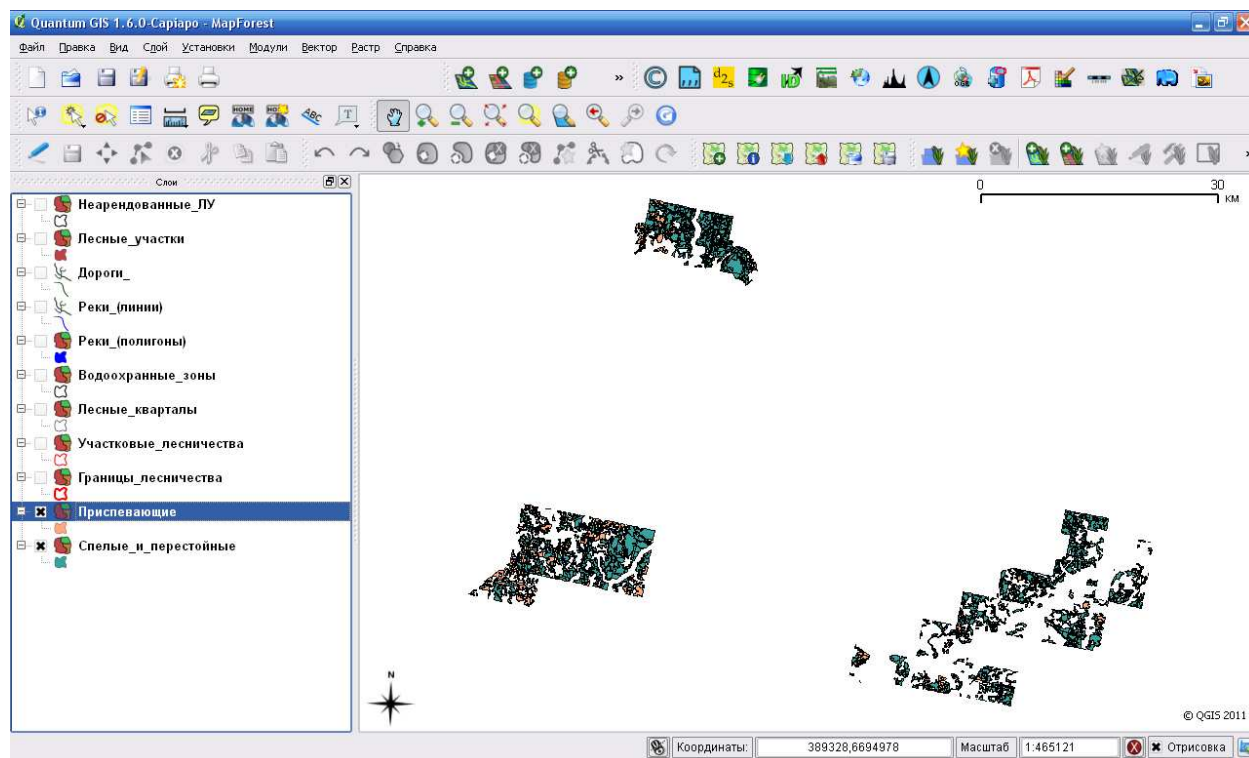 Quantum GIS 1.6.0-Capiapo - MapForest
Файл Правка Вид Слой Установки Модули Вектор Растр Справка
Слои
Неарендованные_ЛУ
Лесные_участки
Дороги_
Реки_(линии)
Реки_(полигоны)
Водоохранные_зоны
Лесные_кварталы
Участковые_лесничества
Границы_лесничества
Приспевающие
Спелые_и_перестойные
0 30
км
N
© QGIS 2011
Координаты: 389328,6694978 Масштаб 1:465121 Отрисовка